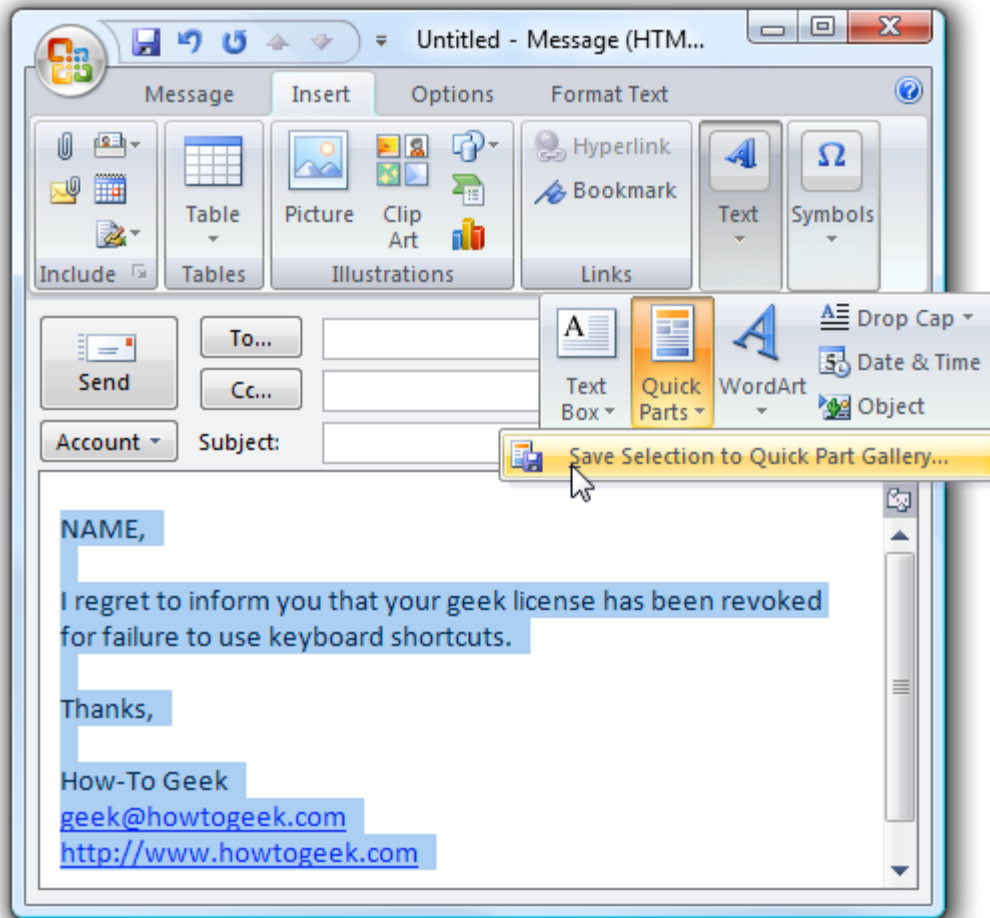 Untitled - Message (HTM...
Message Insert Options Format Text
Hyperlink
Bookmark
Table
Picture
Clip
Art
Text
Symbols
Include Tables Illustrations Links
To...
Send
Cc...
Account Subject:
A
Text
Box
Quick
Parts
WordArt
Drop Cap
Date & Time
Object
Save Selection to Quick Part Gallery...
NAME,
I regret to inform you that your geek license has been revoked
for failure to use keyboard shortcuts.
Thanks,
How-To Geek
geek@howtogeek.com
http://www.howtogeek.com